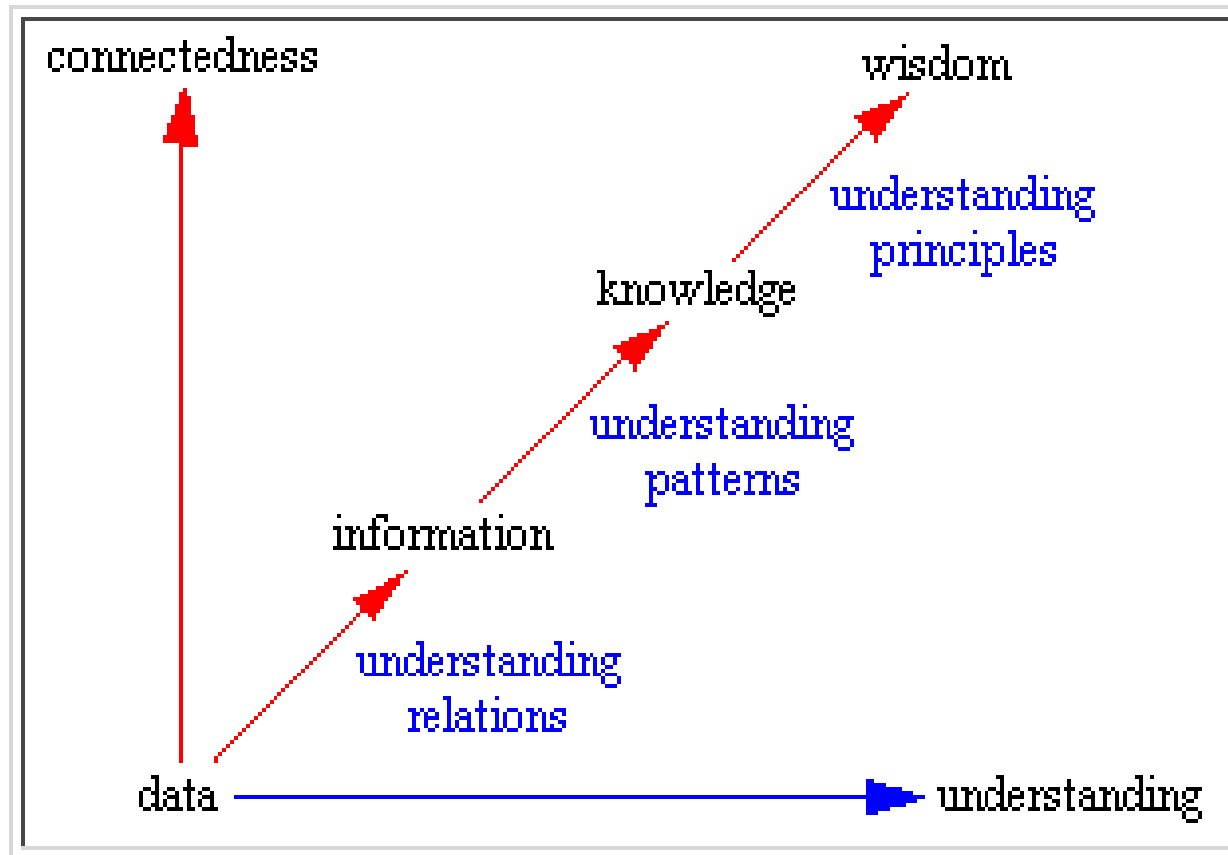 connectedness
wisdom
understanding
principles
knowledge
understanding
patterns
information
understanding
relations
data
understanding